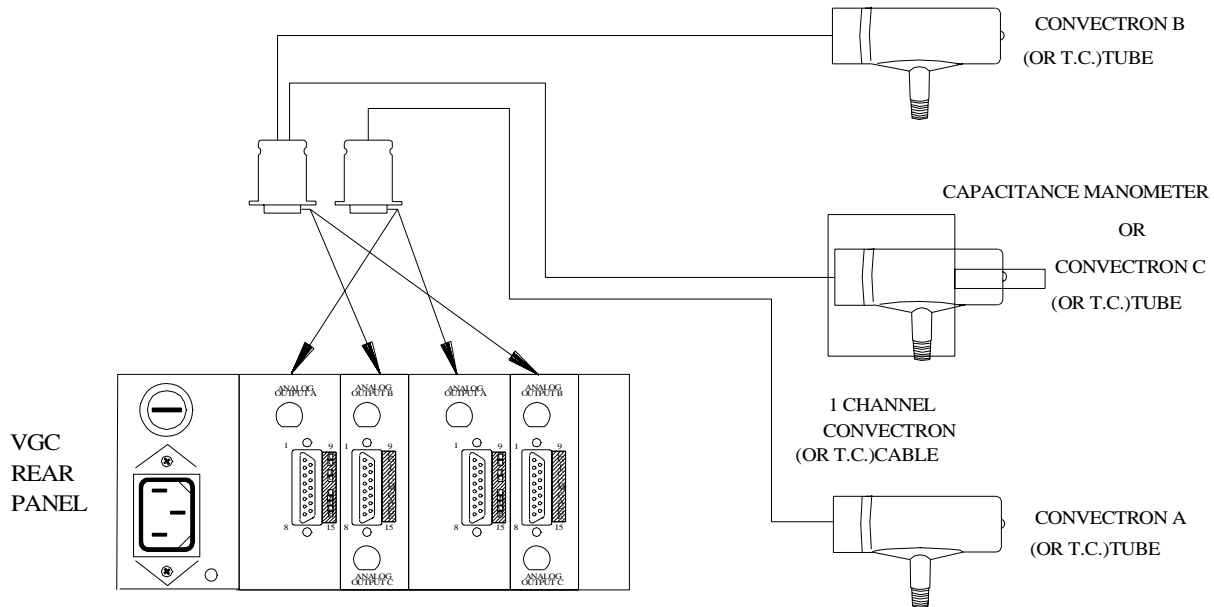 CONVECTRON B
(OR T.C.)TUBE
CAPACITANCE MANOMETER
OR
CONVECTRON C
(OR T.C.)TUBE
1 CHANNEL
CONVECTRON
(OR T.C.)CABLE
CONVECTRON A
(OR T.C.)TUBE
VGC
REAR
PANEL
ANALOG
OUTPUT A
ANALOG
OUTPUT B
ANALOG
OUTPUT A
ANALOG
OUTPUT B
1 9
1 9
1 9
1 9
8 15
8 15
8 15
8 15
ANALOG
OUTPUT C
ANALOG
OUTPUT C